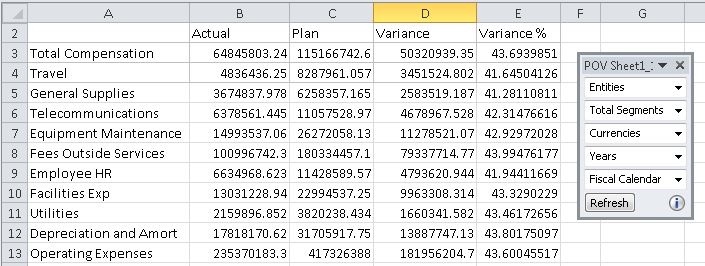 A B C D E F G
2 Actual Plan Variance Variance %
3 Total Compensation 64845803.24 115166742.6 50320939.35 43.6939851
4 Travel 4836436.25 8287961.057 3451524.802 41.64504126
5 General Supplies 3674837.978 6258357.165 2583519.187 41.28110811
6 Telecommunications 6378561.445 11057528.97 4678967.528 42.31476616
7 Equipment Maintenance 14993537.06 26272058.13 11278521.07 42.92972028
8 Fees Outside Services 100996742.3 180334457.1 79337714.77 43.99476177
9 Employee HR 6634968.623 11428589.57 4793620.944 41.94411669
10 Facilities Exp 13031228.94 22994537.25 9963308.314 43.3290229
11 Utilities 2159896.852 3820238.434 1660341.582 43.46172656
12 Depreciation and Amort 17818170.62 31705917.75 13887747.13 43.80175097
13 Operating Expenses 235370183.3 417326388 181956204.7 43.60045517
POV Sheet1_
Entities
Total Segments
Currencies
Years
Fiscal Calendar
Refresh